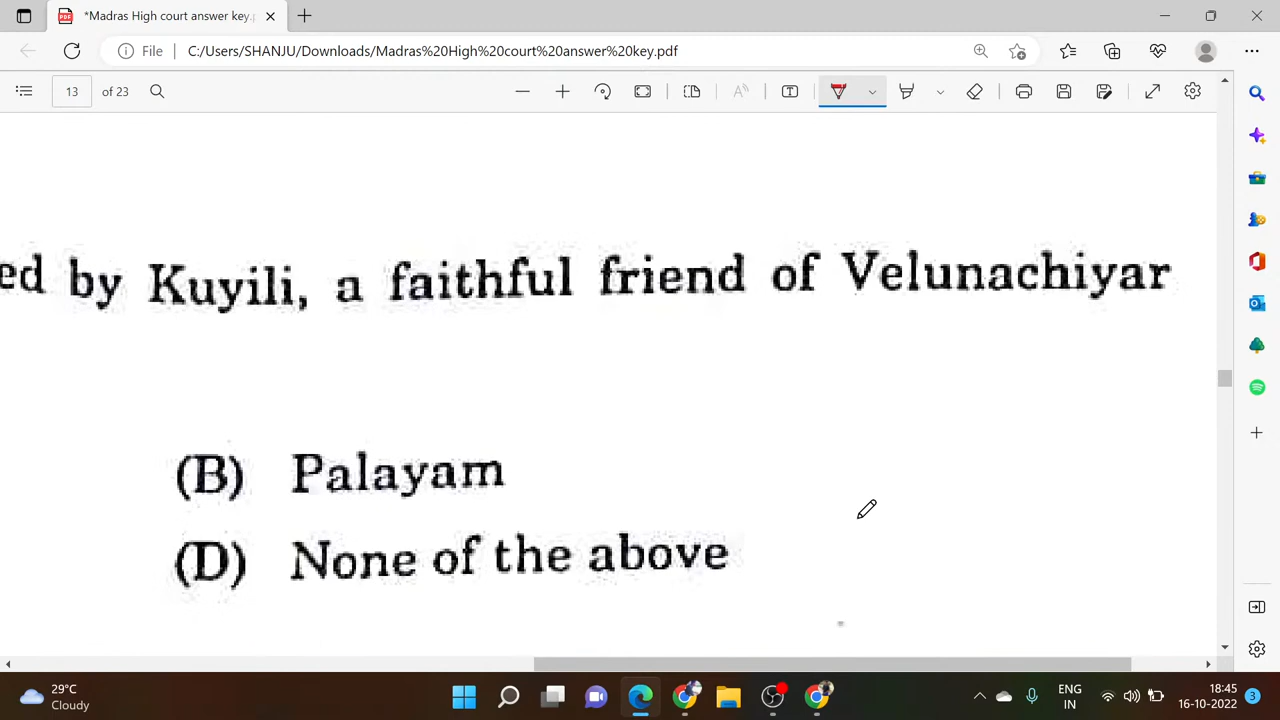 *Madras High court answer key.p
File
C:/Users/SHANJU/Downloads/Madras%20High%20court%20answer%20key.pdf
13 of 23
ed by Kuyili, a faithful friend of Velunachiyar
(B) Palayam
(D) None of the above
29°C
Cloudy
ENG
IN
18:45
16-10-2022
3